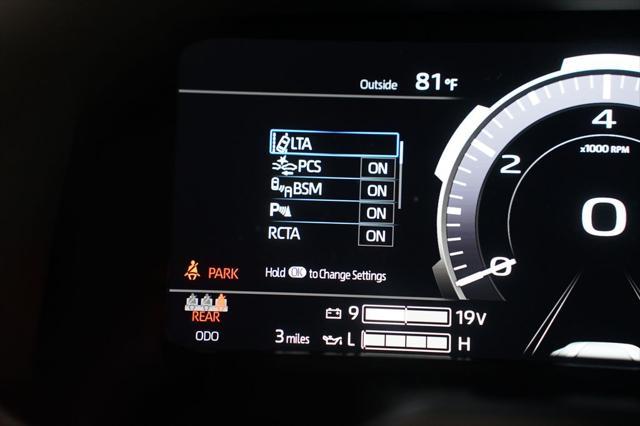 Outside 81°F
LTA
PCS ON
BSM ON
P ON
RCTA ON
PARK
Hold OK to Change Settings
REAR
ODO 3 miles
9 19V
L H
4
x1000 RPM
2
0
0